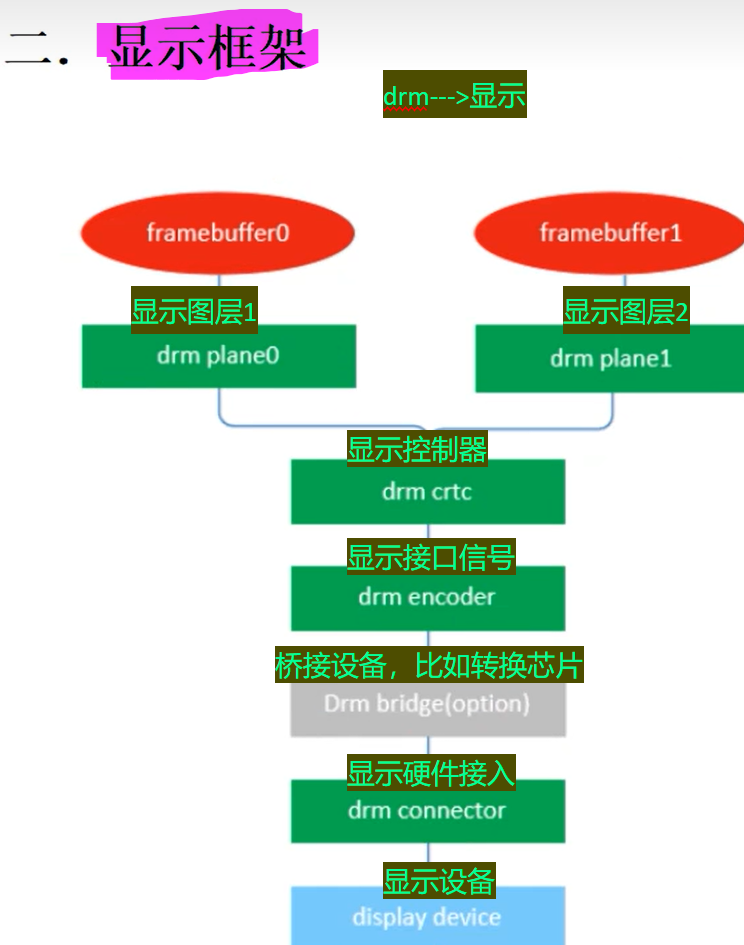 二. 显示框架
drm--->显示
framebuffer0
framebuffer1
显示图层1
显示图层2
drm plane0
drm plane1
显示控制器
drm crtc
显示接口信号
drm encoder
桥接设备，比如转换芯片
Drm bridge(option)
显示硬件接入
drm connector
显示设备
display device